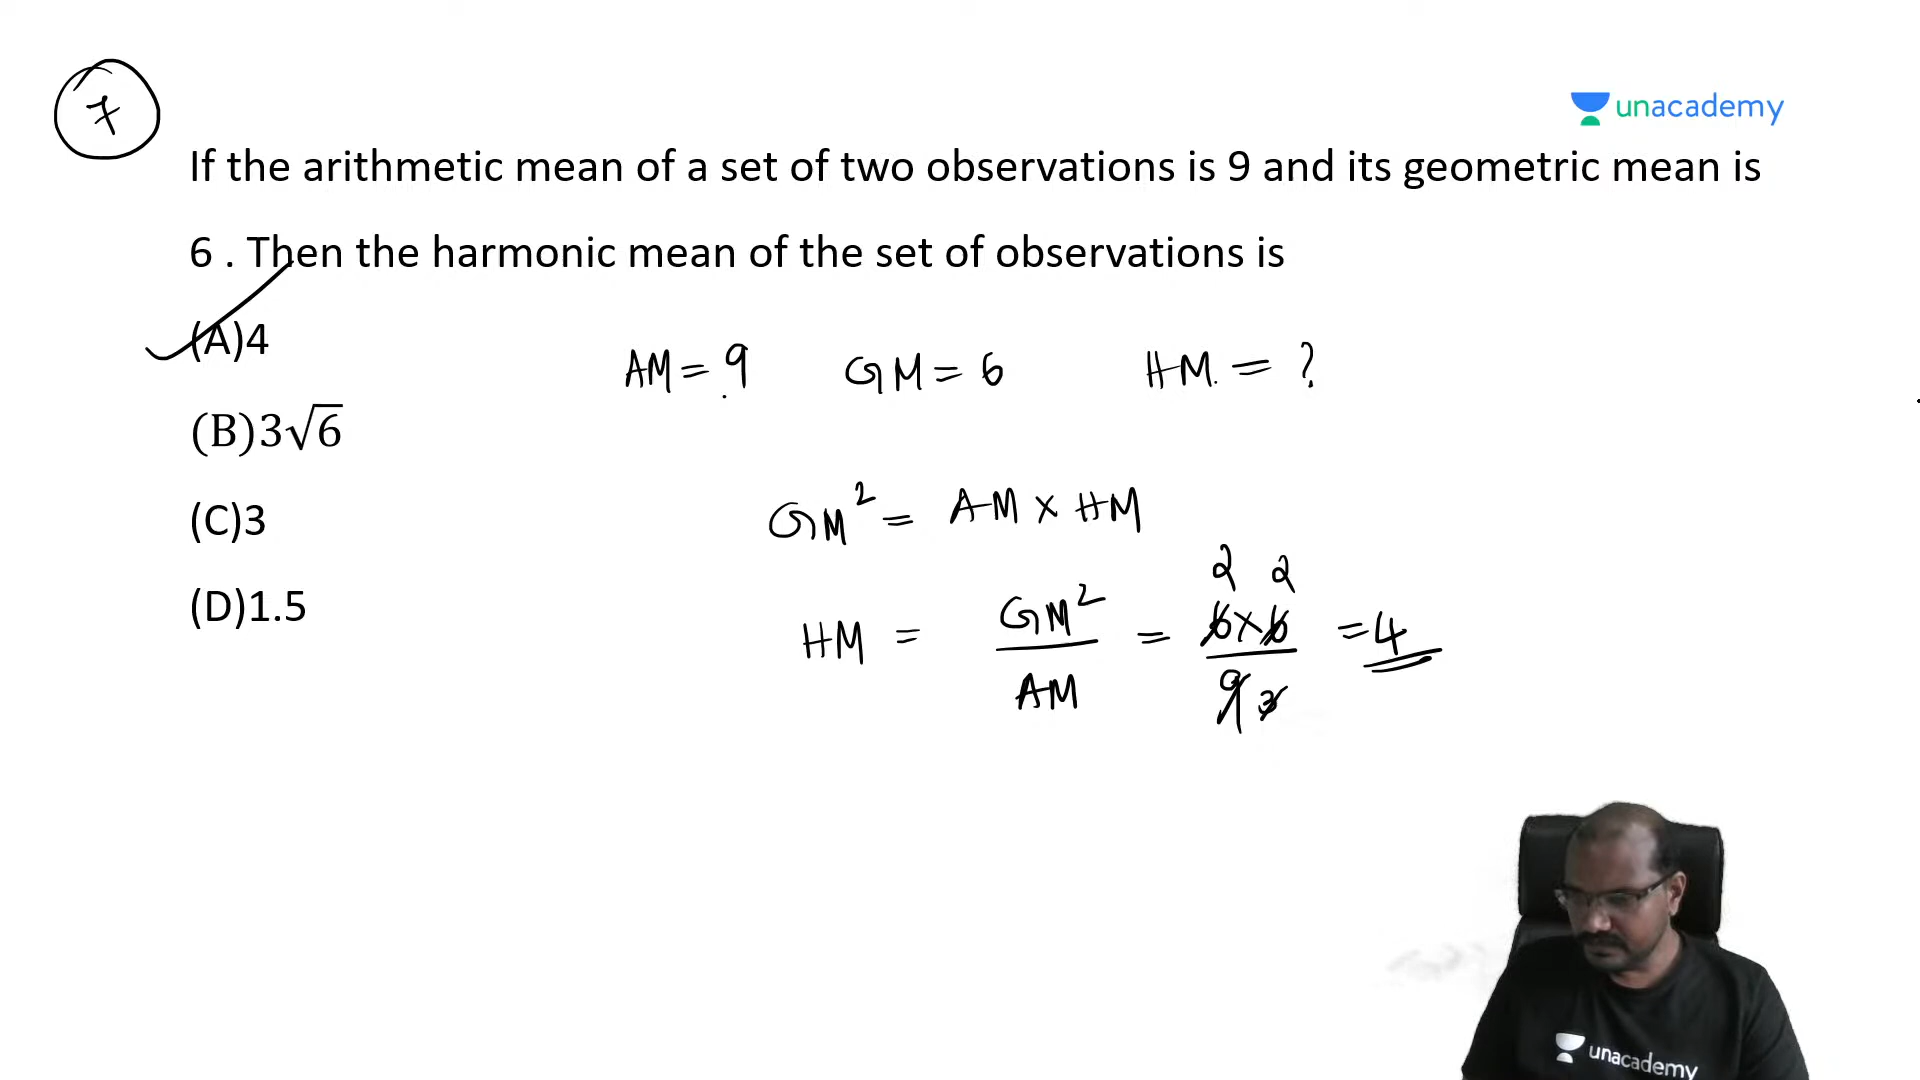 7
unacademy
If the arithmetic mean of a set of two observations is 9 and its geometric mean is
6 . Then the harmonic mean of the set of observations is
(A)4
AM = 9 GM = 6 HM. = ?
(B)3√6
(C)3
GM² = AM × HM
(D)1.5
2 2
HM = GM²/AM = 6×6/9 3 = 4
unacademy